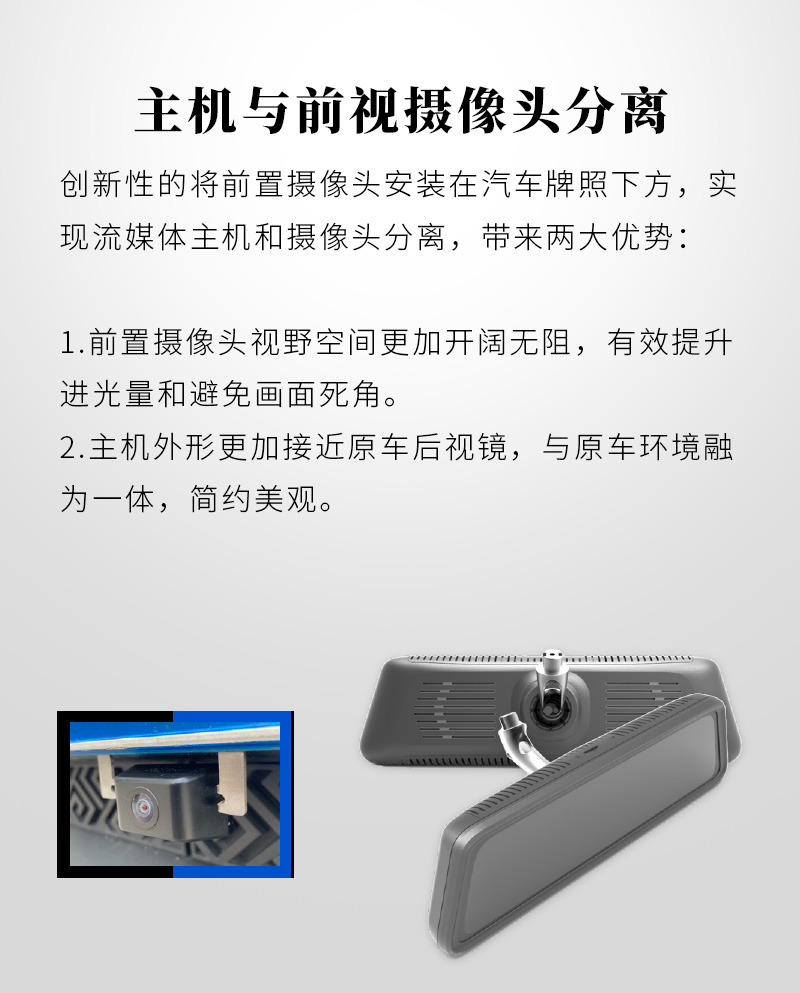 主机与前视摄像头分离
创新性的将前置摄像头安装在汽车牌照下方，实
现流媒体主机和摄像头分离，带来两大优势：
1.前置摄像头视野空间更加开阔无阻，有效提升
进光量和避免画面死角。
2.主机外形更加接近原车后视镜，与原车环境融
为一体，简约美观。